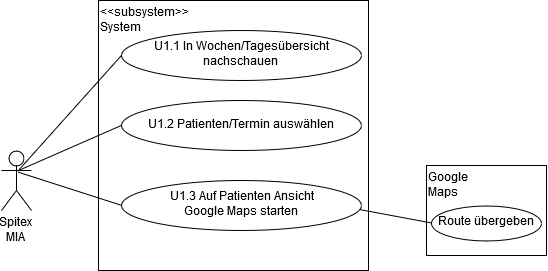 <<subsystem>>
System
U1.1 In Wochen/Tagesübersicht
nachschauen
U1.2 Patienten/Termin auswählen
U1.3 Auf Patienten Ansicht
Google Maps starten
Spitex
MIA
Google
Maps
Route übergeben